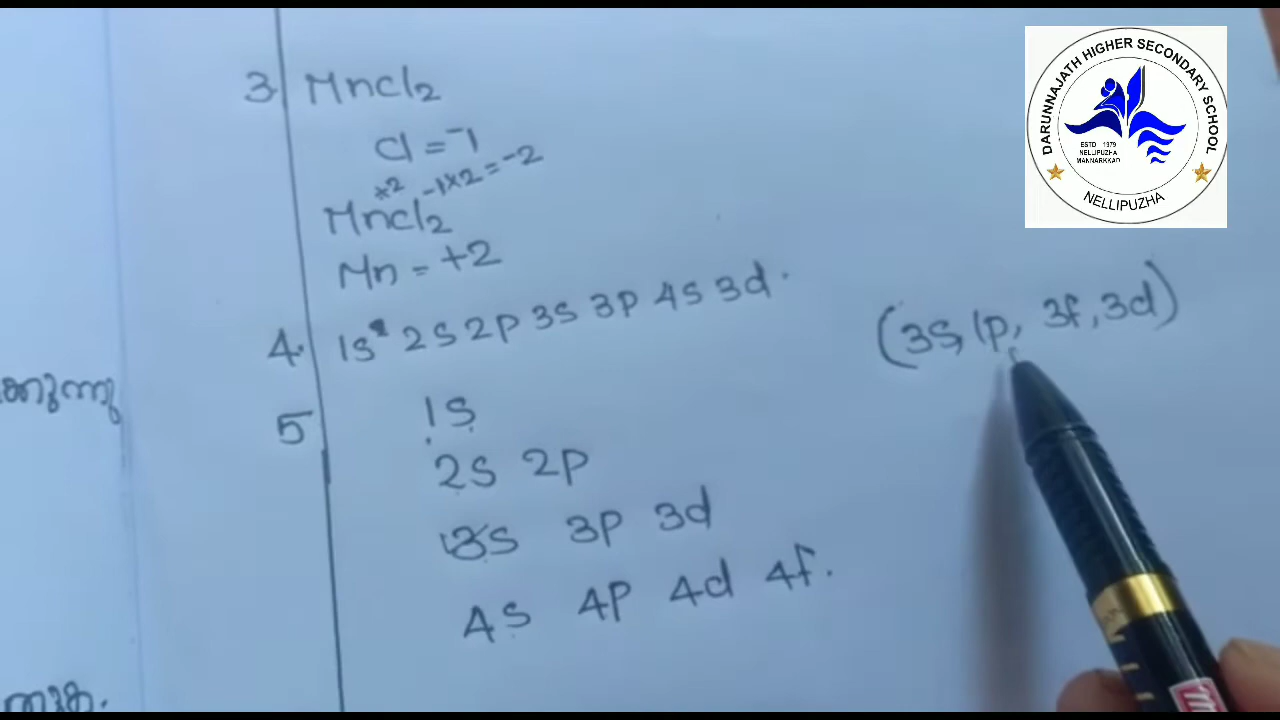 3 MnCl2
Cl = -1
+2 -1x2 = -2
MnCl2
Mn = +2
4. 1s 2s 2p 3s 3p 4s 3d.
(3s, 1p, 3f, 3d)
5 1s
2s 2p
3s 3p 3d
4s 4p 4d 4f.
DARUNNAJATH HIGHER SECONDARY SCHOOL
ESTD 1979
NELLIPUZHA
MANNARKKAD
NELLIPUZHA